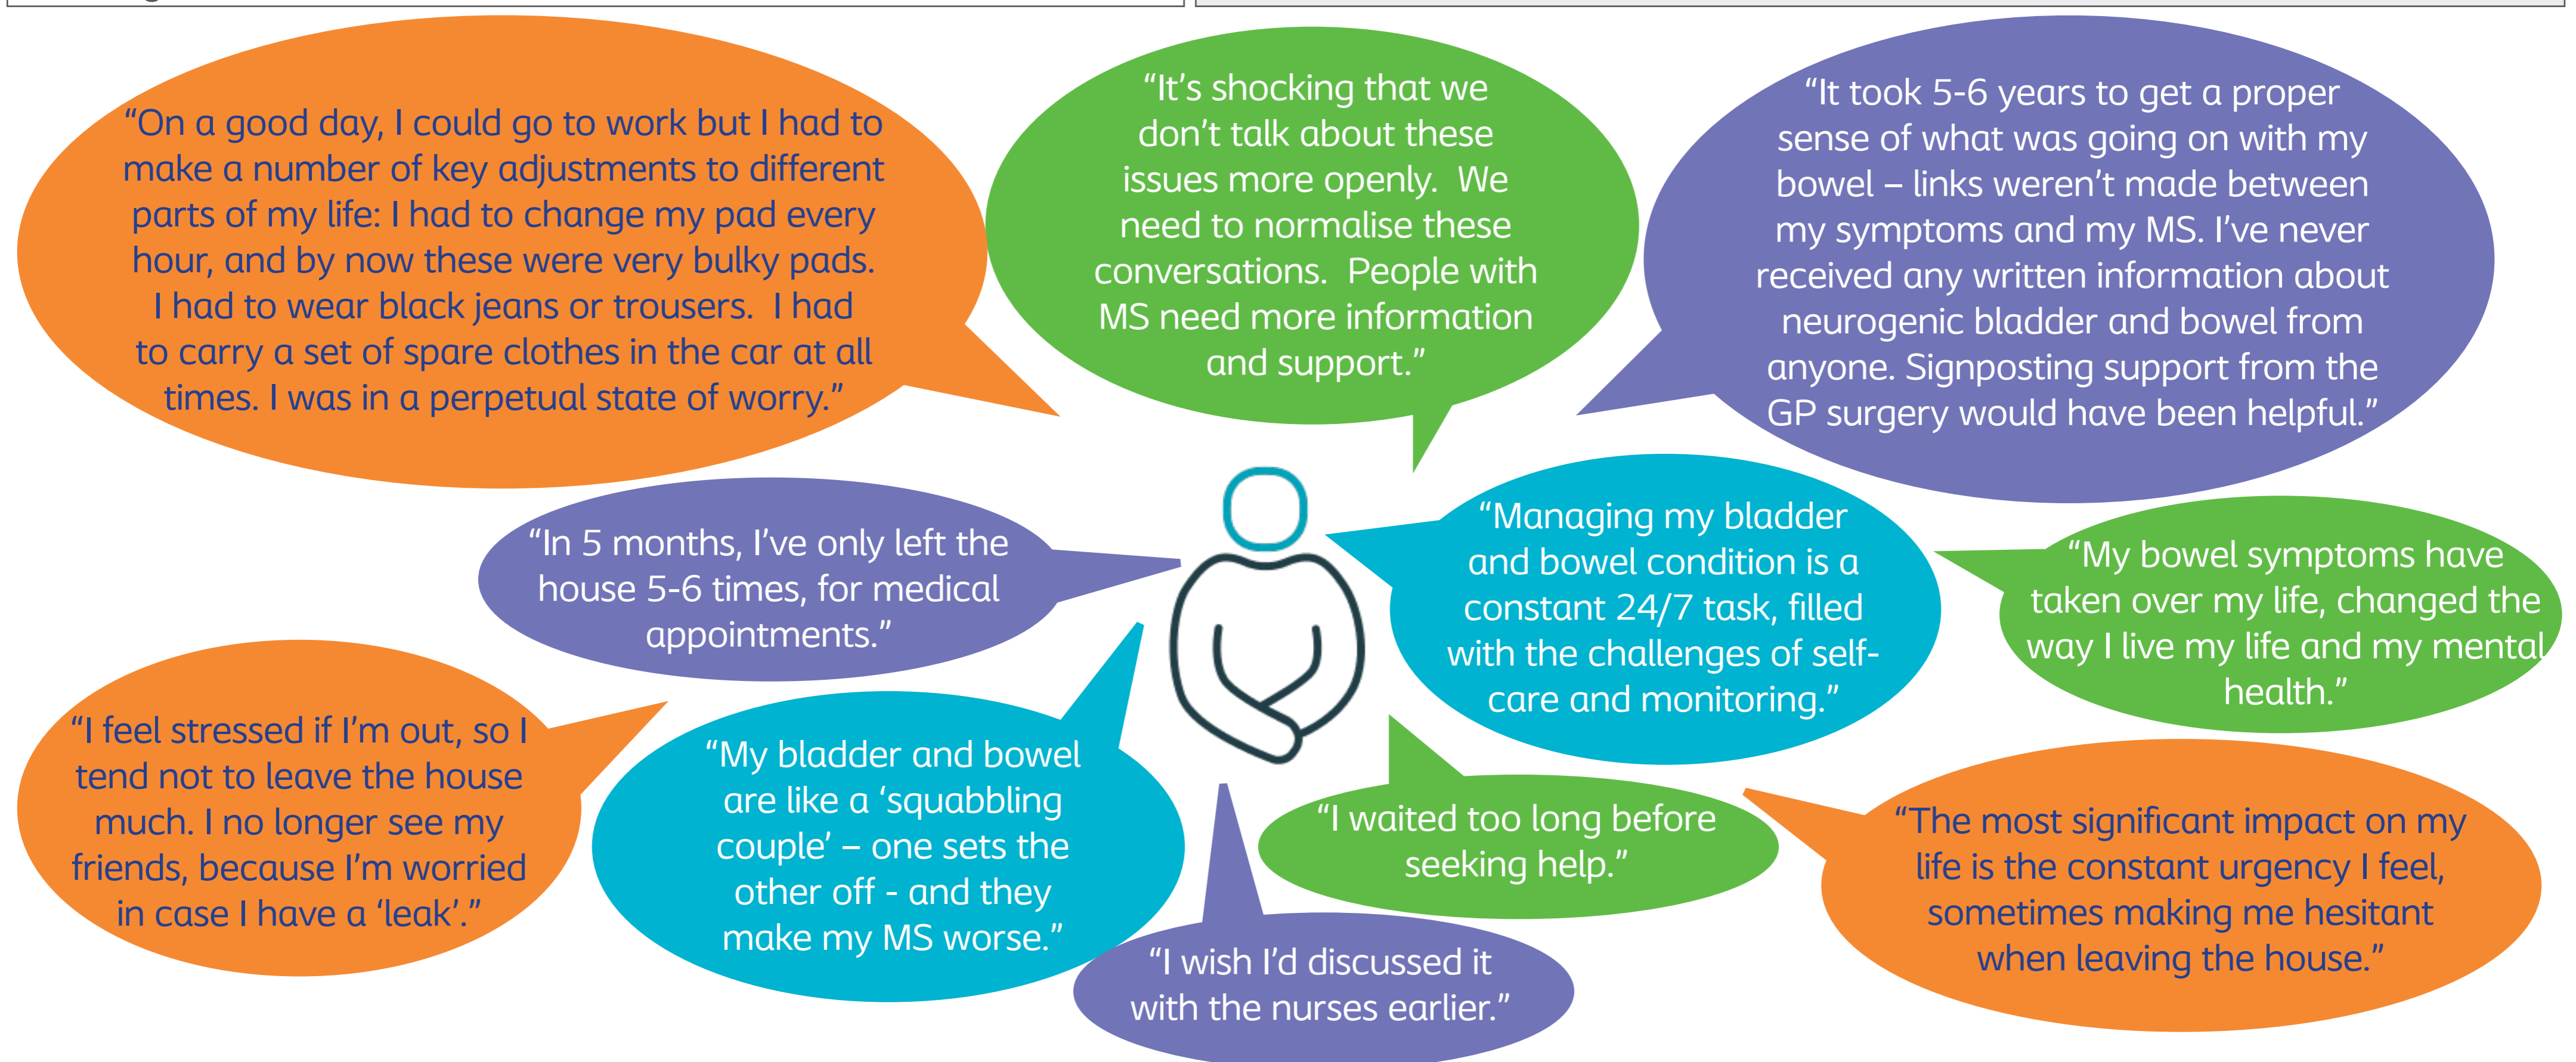 “On a good day, I could go to work but I had to
make a number of key adjustments to different
parts of my life: I had to change my pad every
hour, and by now these were very bulky pads.
I had to wear black jeans or trousers.  I had
to carry a set of spare clothes in the car at all
times. I was in a perpetual state of worry.”
“It’s shocking that we
don’t talk about these
issues more openly.  We
need to normalise these
conversations.  People with
MS need more information
and support.”
“It took 5-6 years to get a proper
sense of what was going on with my
bowel – links weren’t made between
my symptoms and my MS. I’ve never
received any written information about
neurogenic bladder and bowel from
anyone. Signposting support from the
GP surgery would have been helpful.”
“In 5 months, I’ve only left the
house 5-6 times, for medical
appointments.”
“Managing my bladder
and bowel condition is a
constant 24/7 task, filled
with the challenges of self-
care and monitoring.”
“My bowel symptoms have
taken over my life, changed the
way I live my life and my mental
health.”
“I feel stressed if I’m out, so I
tend not to leave the house
much. I no longer see my
friends, because I’m worried
in case I have a ‘leak’.”
“My bladder and bowel
are like a ‘squabbling
couple’ – one sets the
other off - and they
make my MS worse.”
“I waited too long before
seeking help.”
“The most significant impact on my
life is the constant urgency I feel,
sometimes making me hesitant
when leaving the house.”
“I wish I’d discussed it
with the nurses earlier.”